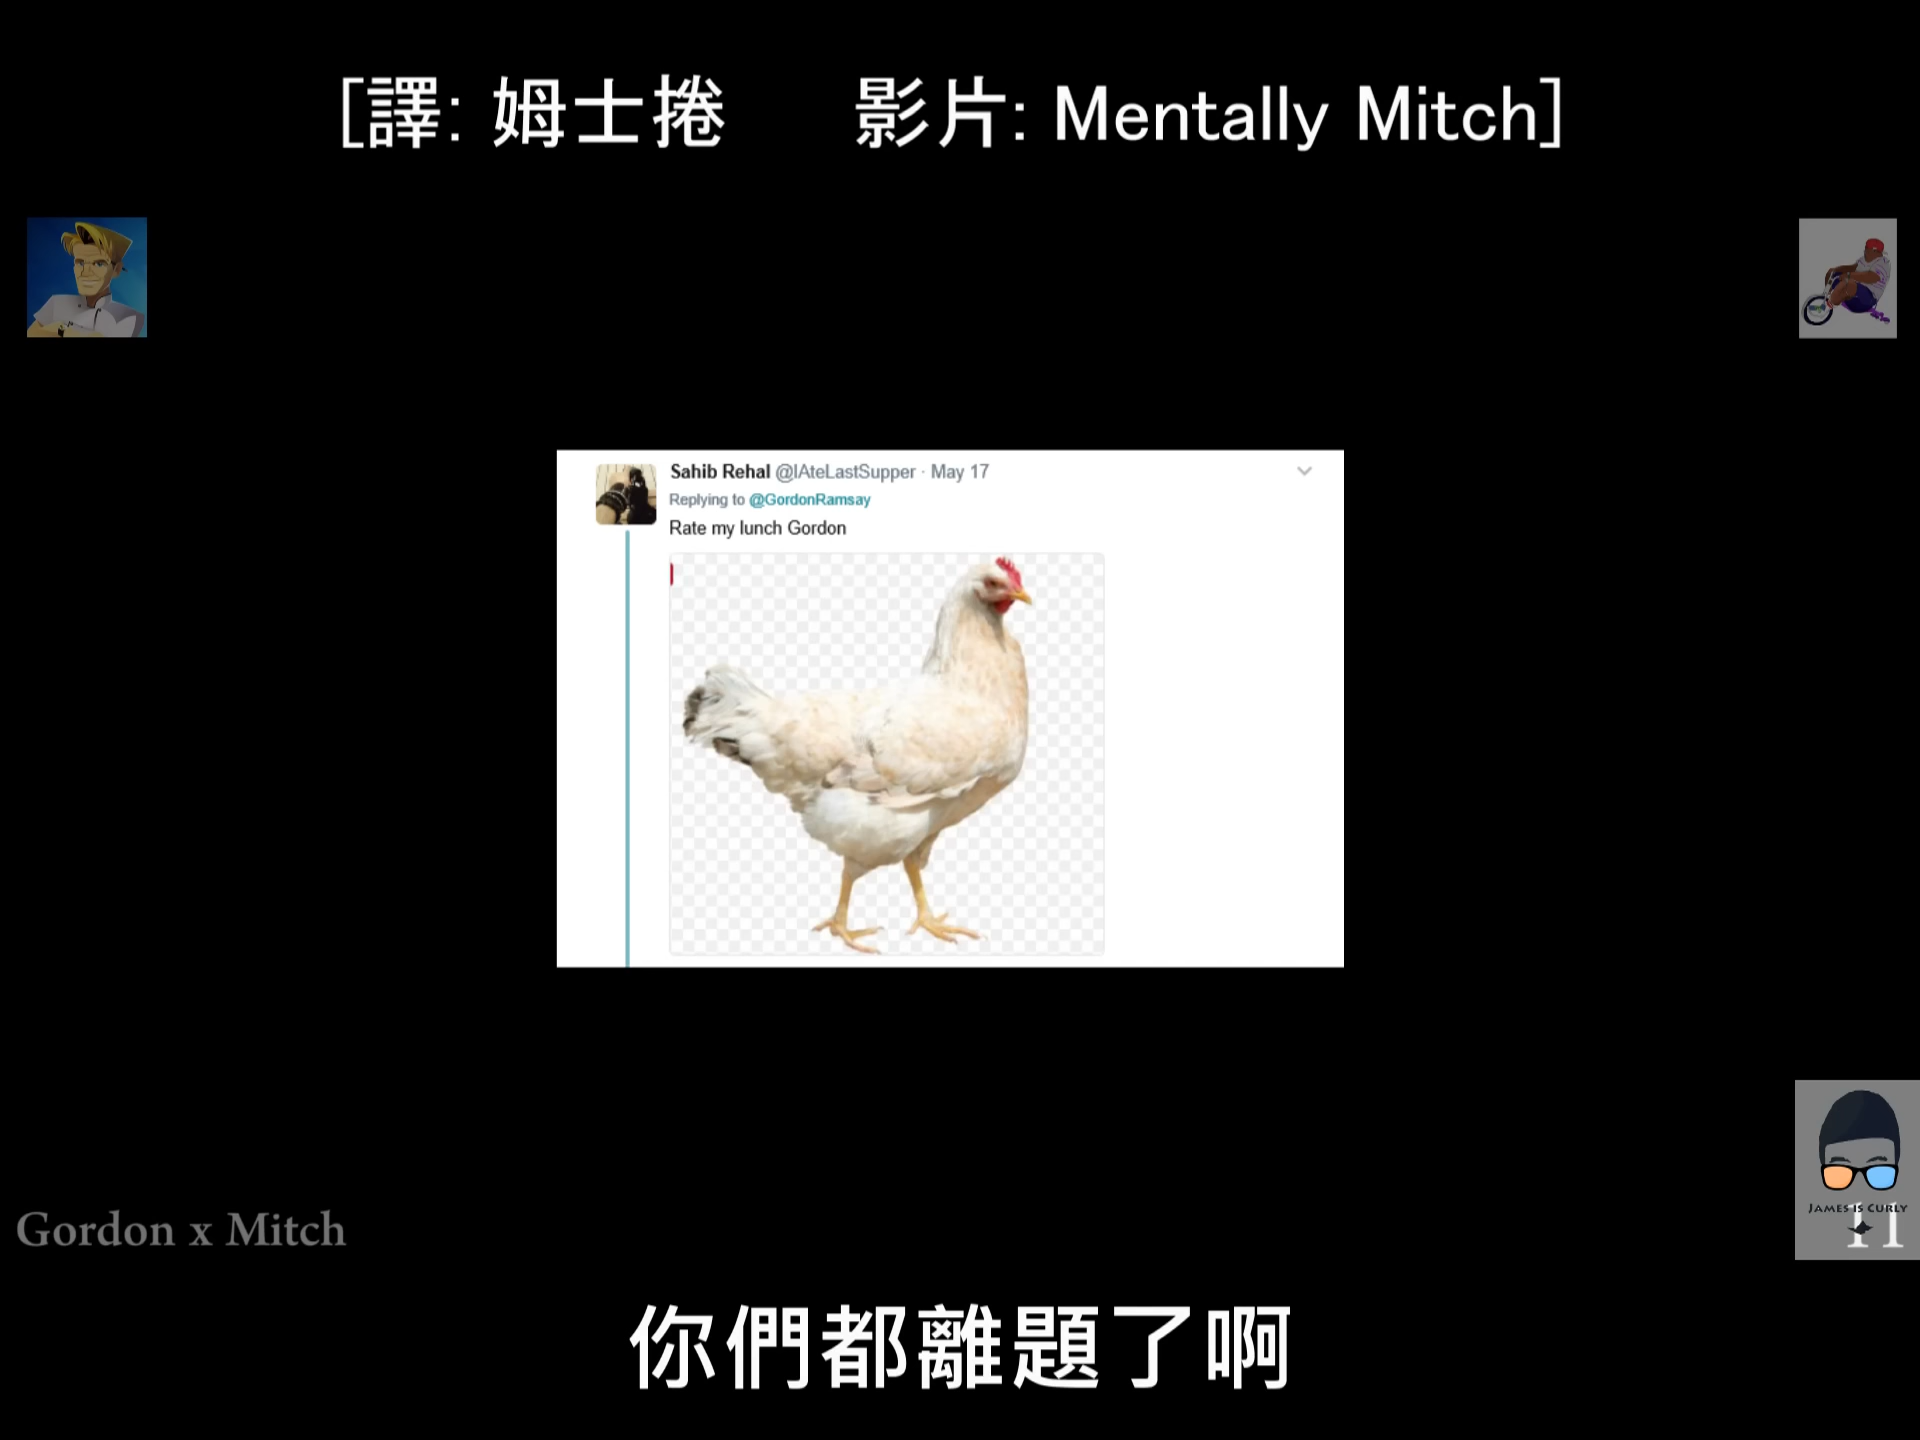 [譯: 姆士捲 影片: Mentally Mitch]
Sahib Rehal @IAteLastSupper · May 17
Replying to @GordonRamsay
Rate my lunch Gordon
JAMES IS CURLY
11
Gordon x Mitch
你們都離題了啊